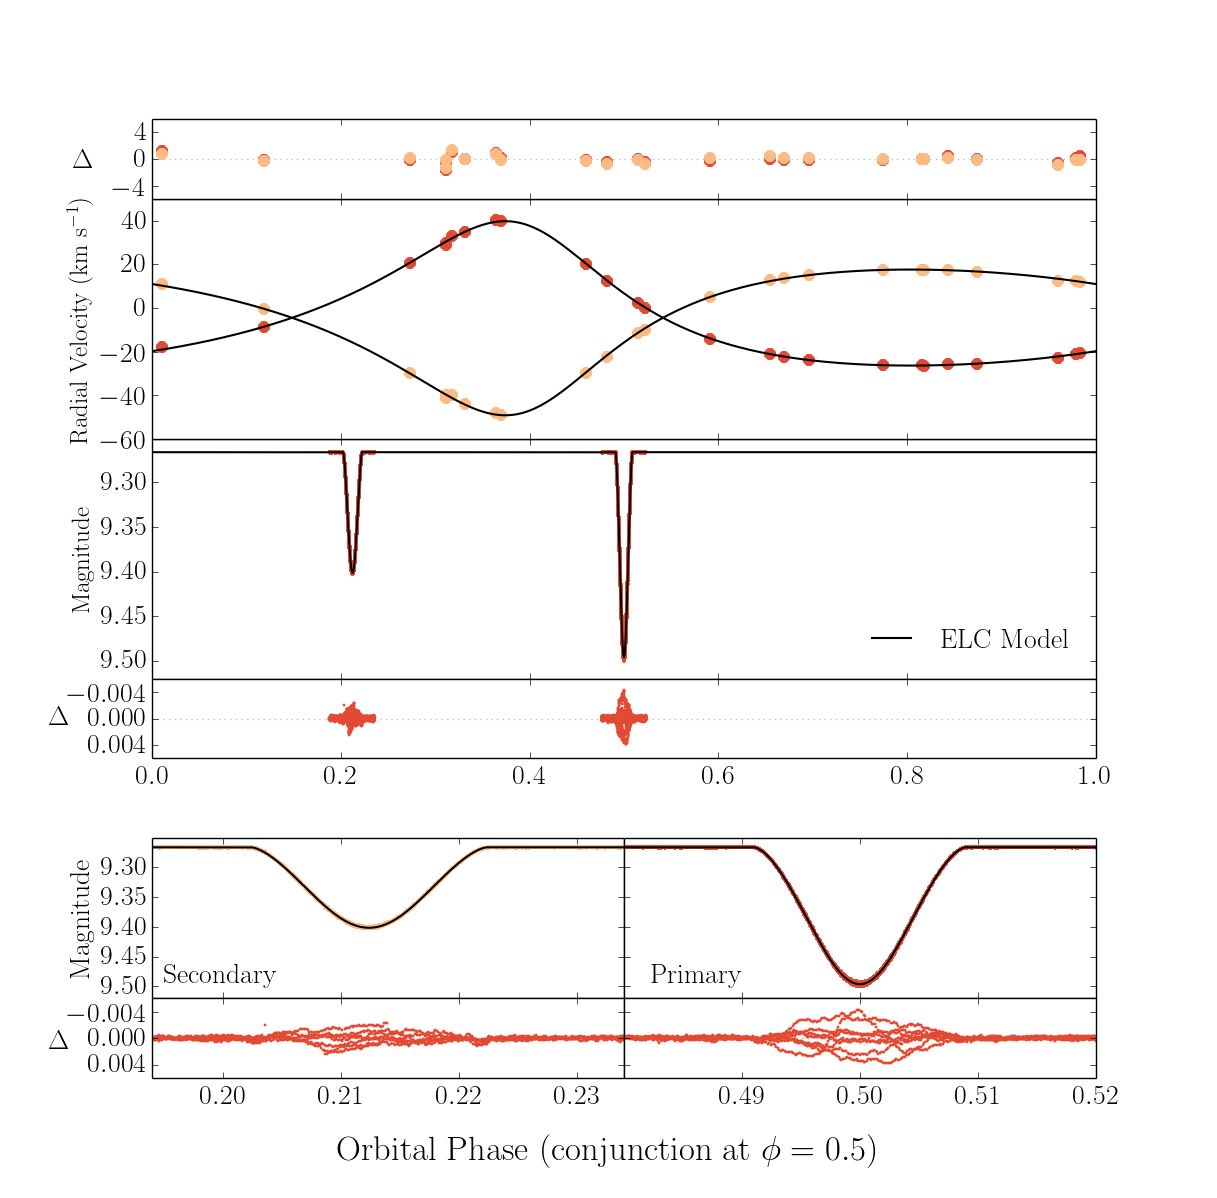 Δ
4
0
−4
Radial Velocity (km s⁻¹)
40
20
0
−20
−40
−60
Magnitude
9.30
9.35
9.40
9.45
9.50
ELC Model
Δ
−0.004
0.000
0.004
0.0 0.2 0.4 0.6 0.8 1.0
Magnitude
9.30
9.35
9.40
9.45
9.50
Secondary
Primary
Δ
−0.004
0.000
0.004
0.20 0.21 0.22 0.23 0.49 0.50 0.51 0.52
Orbital Phase (conjunction at ϕ = 0.5)